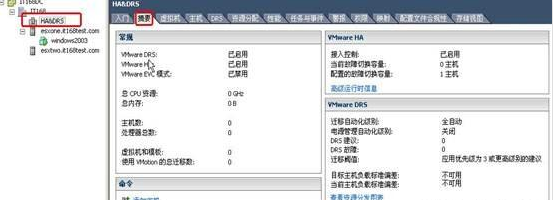 IT168DC
IT168
HA&DRS
esxone.it168test.com
windows2003
esxtwo.it168test.com
HA&DRS
入门 摘要 虚拟机 主机 DRS 资源分配 性能 任务与事件 警报 权限 映射 配置文件合规性 存储视图
常规
VMware DRS: 已启用
VMware H 已启用
VMware EVC 模式: 已禁用
总 CPU 资源: 0 GHz
总内存: 0 B
主机数: 0
处理器总数: 0
虚拟机和模板: 0
使用 VMotion 的总迁移数: 0
命令
VMware HA
接入控制: 已启用
当前故障切换容量: 0 主机
配置的故障切换容量: 1 主机
高级运行时信息
VMware DRS
迁移自动化级别: 全自动
电源管理自动化级别: 关闭
DRS 建议: 0
DRS 故障: 0
迁移阈值: 应用优先级为 3 或更高级别的建议
目标主机负载标准偏差: 不可用
当前主机负载标准偏差: 不可用
查看资源分发图表